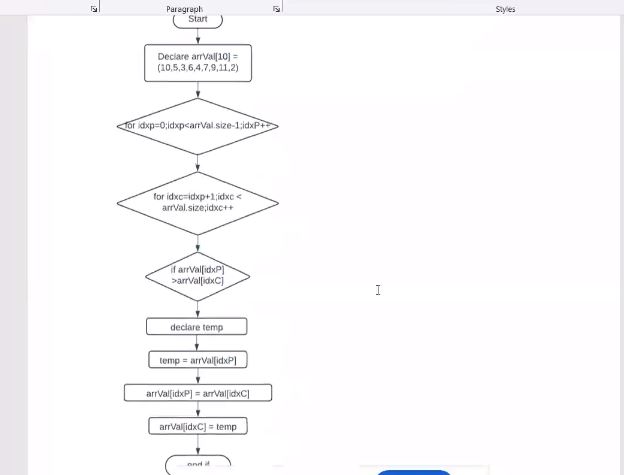 Paragraph
Styles
Start
Declare arrVal[10] =
(10,5,3,6,4,7,9,11,2)
for idxp=0;idxp<arrVal.size-1;idxP++
for idxc=idxp+1;idxc <
arrVal.size;idxc++
if arrVal[idxP]
>arrVal[idxC]
declare temp
temp = arrVal[idxP]
arrVal[idxP] = arrVal[idxC]
arrVal[idxC] = temp
end if